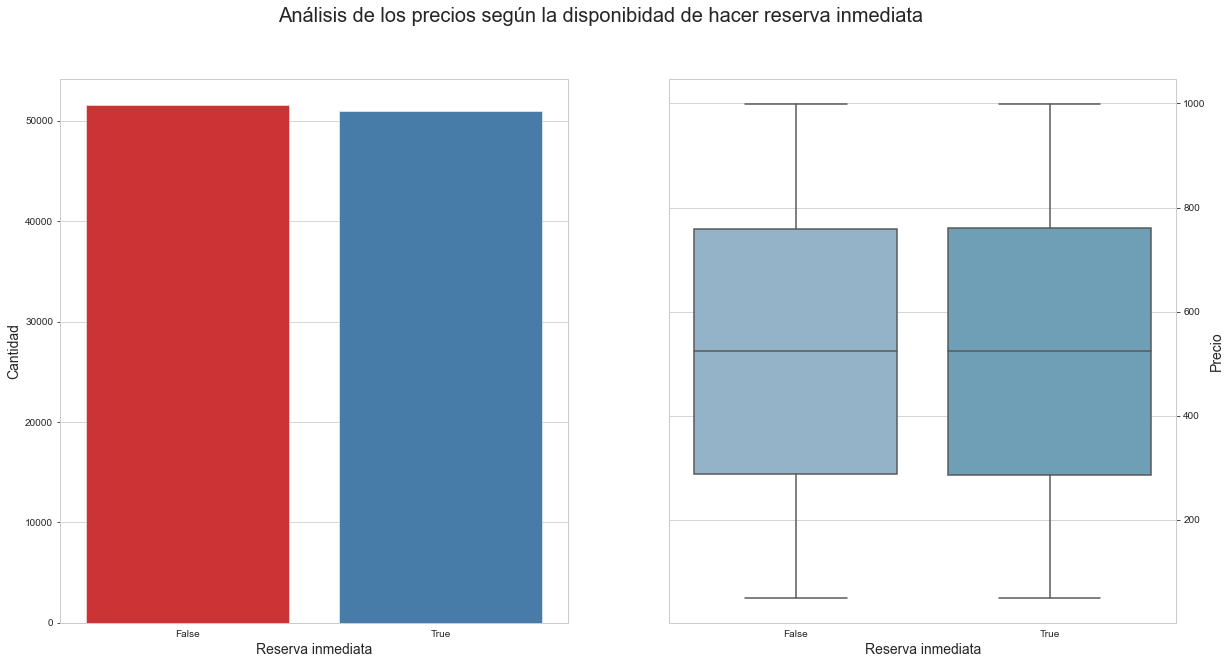 Análisis de los precios según la disponibidad de hacer reserva inmediata
Cantidad
50000
40000
30000
20000
10000
0
False
True
Reserva inmediata
1000
800
600
400
200
Precio
False
True
Reserva inmediata